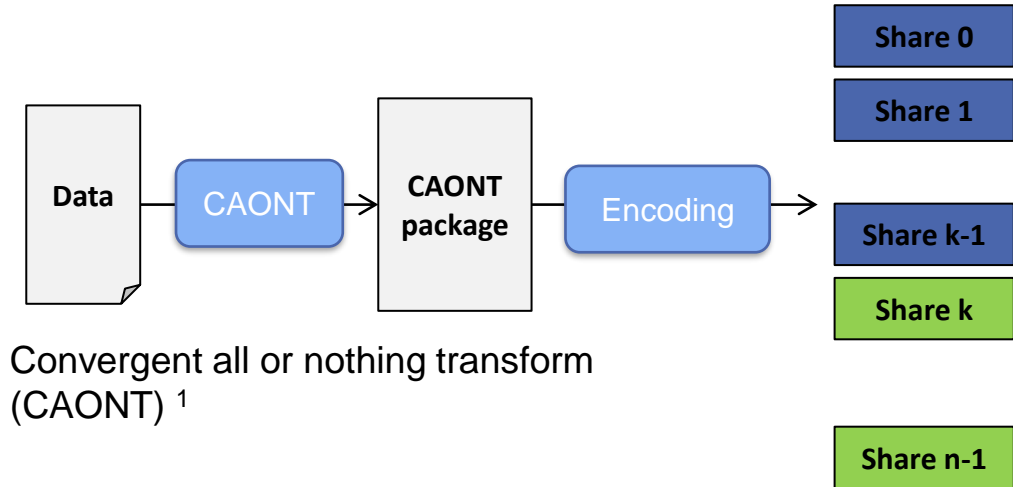 Share 0
Share 1
Data
CAONT
CAONT
package
Encoding
Share k-1
Share k
Convergent all or nothing transform
(CAONT) 1
Share n-1